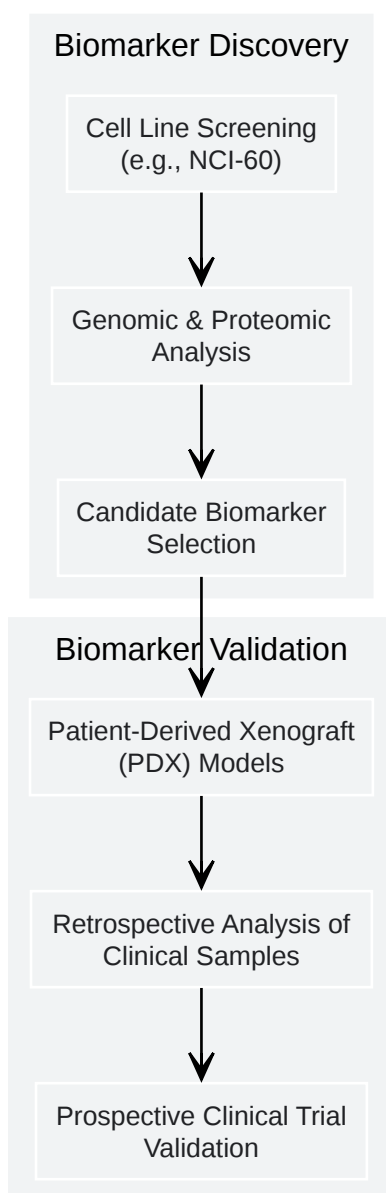 Biomarker Discovery
Cell Line Screening
(e.g., NCI-60)
Genomic & Proteomic
Analysis
Candidate Biomarker
Selection
Biomarker Validation
Patient-Derived Xenograft
(PDX) Models
Retrospective Analysis of
Clinical Samples
Prospective Clinical Trial
Validation